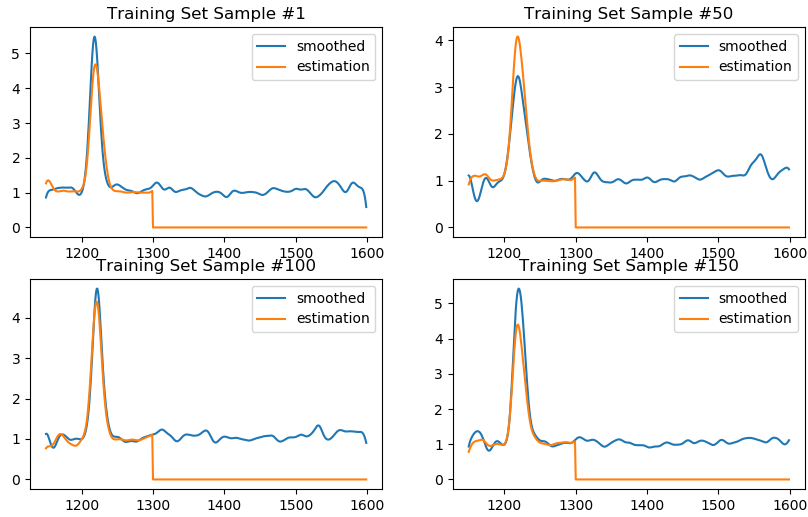 Training Set Sample #1
smoothed
estimation
5
4
3
2
1
0
1200 1300 1400 1500 1600
Training Set Sample #50
smoothed
estimation
4
3
2
1
0
1200 1300 1400 1500 1600
Training Set Sample #100
smoothed
estimation
4
3
2
1
0
1200 1300 1400 1500 1600
Training Set Sample #150
smoothed
estimation
5
4
3
2
1
0
1200 1300 1400 1500 1600